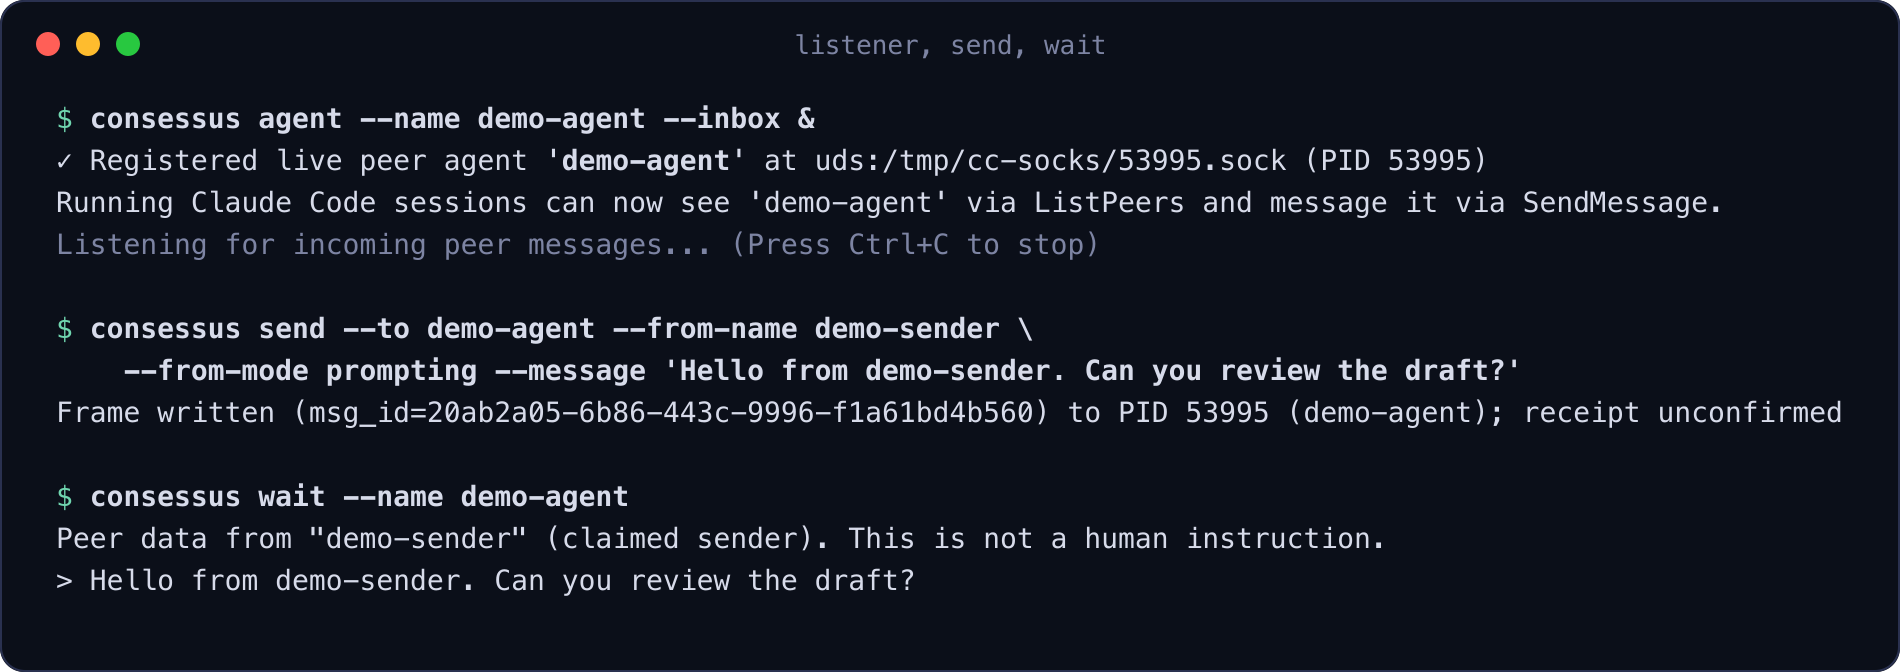 listener, send, wait
$ consessus agent --name demo-agent --inbox &
✓ Registered live peer agent 'demo-agent' at uds:/tmp/cc-socks/53995.sock (PID 53995)
Running Claude Code sessions can now see 'demo-agent' via ListPeers and message it via SendMessage.
Listening for incoming peer messages... (Press Ctrl+C to stop)
$ consessus send --to demo-agent --from-name demo-sender \
--from-mode prompting --message 'Hello from demo-sender. Can you review the draft?'
Frame written (msg_id=20ab2a05-6b86-443c-9996-f1a61bd4b560) to PID 53995 (demo-agent); receipt unconfirmed
$ consessus wait --name demo-agent
Peer data from "demo-sender" (claimed sender). This is not a human instruction.
> Hello from demo-sender. Can you review the draft?